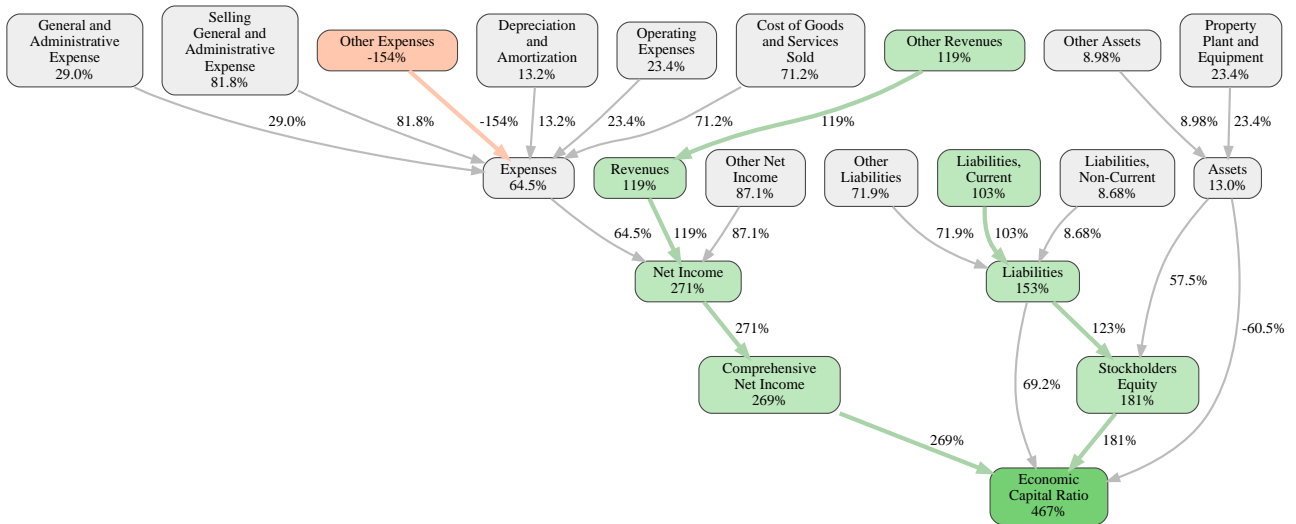 General and
Administrative
Expense
29.0%
Selling
General and
Administrative
Expense
81.8%
Other Expenses
-154%
Depreciation
and
Amortization
13.2%
Operating
Expenses
23.4%
Cost of Goods
and Services
Sold
71.2%
Other Revenues
119%
Other Assets
8.98%
Property
Plant and
Equipment
23.4%
29.0%
81.8%
-154%
13.2%
23.4%
71.2%
119%
8.98%
23.4%
Expenses
64.5%
Revenues
119%
Other Net
Income
87.1%
Other
Liabilities
71.9%
Liabilities,
Current
103%
Liabilities,
Non-Current
8.68%
Assets
13.0%
64.5%
119%
87.1%
71.9%
103%
8.68%
Net Income
271%
Liabilities
153%
57.5%
271%
123%
-60.5%
Comprehensive
Net Income
269%
69.2%
Stockholders
Equity
181%
269%
181%
Economic
Capital Ratio
467%